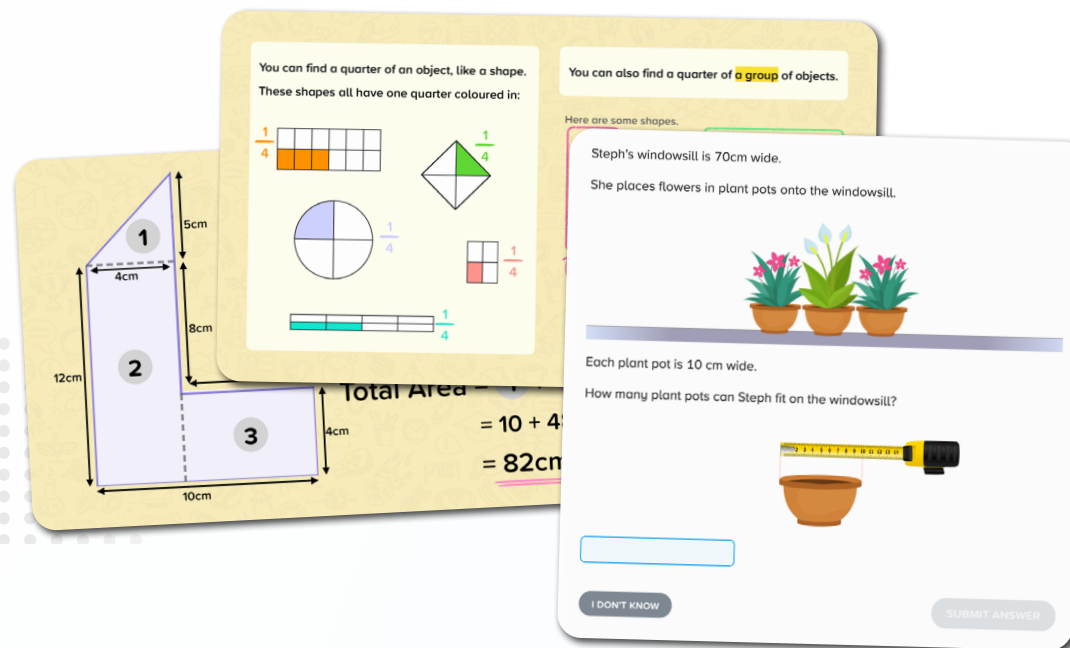 You can find a quarter of an object, like a shape.
These shapes all have one quarter coloured in:
1
4
1
4
1
4
1
4
1
4
You can also find a quarter of a group of objects.
Here are some shapes.
1
5cm
4cm
8cm
2
12cm
3
4cm
10cm
Total Area =
= 10 + 4
= 82cm
Steph's windowsill is 70cm wide.
She places flowers in plant pots onto the windowsill.
Each plant pot is 10 cm wide.
How many plant pots can Steph fit on the windowsill?
I DON'T KNOW
SUBMIT ANSWER